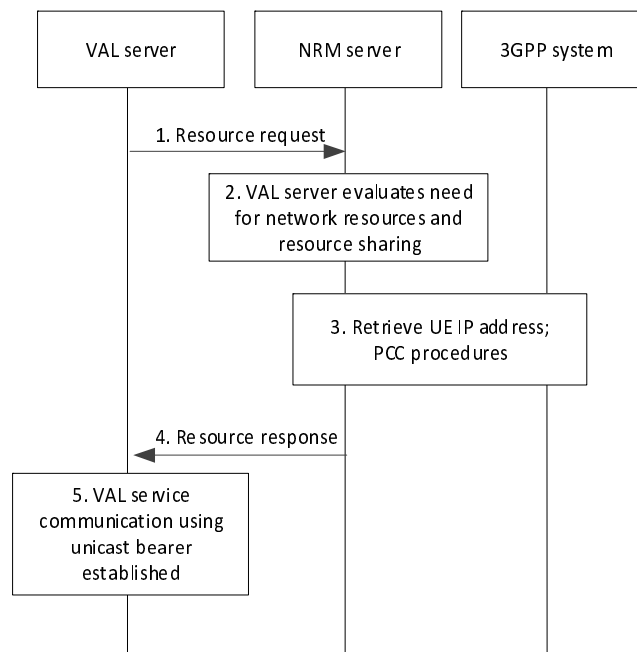 VAL server
NRM server
3GPP system
1. Resource request
2. VAL server evaluates need
for network resources and
resource sharing
3. Retrieve UE IP address;
PCC procedures
4. Resource response
5. VAL service
communication using
unicast bearer
established